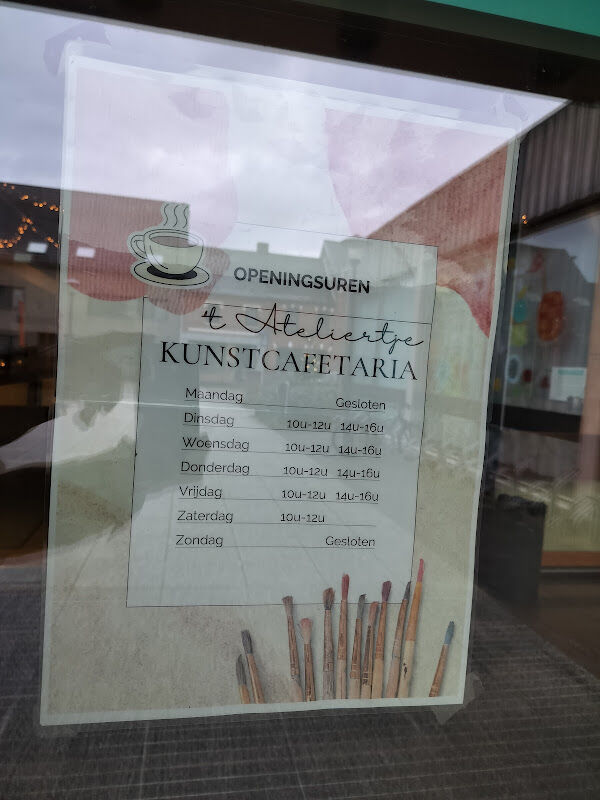 OPENINGSUREN
't Ateliertje
KUNSTCAFETARIA
Maandag Gesloten
Dinsdag 10u-12u 14u-16u
Woensdag 10u-12u 14u-16u
Donderdag 10u-12u 14u-16u
Vrijdag 10u-12u 14u-16u
Zaterdag 10u-12u
Zondag Gesloten